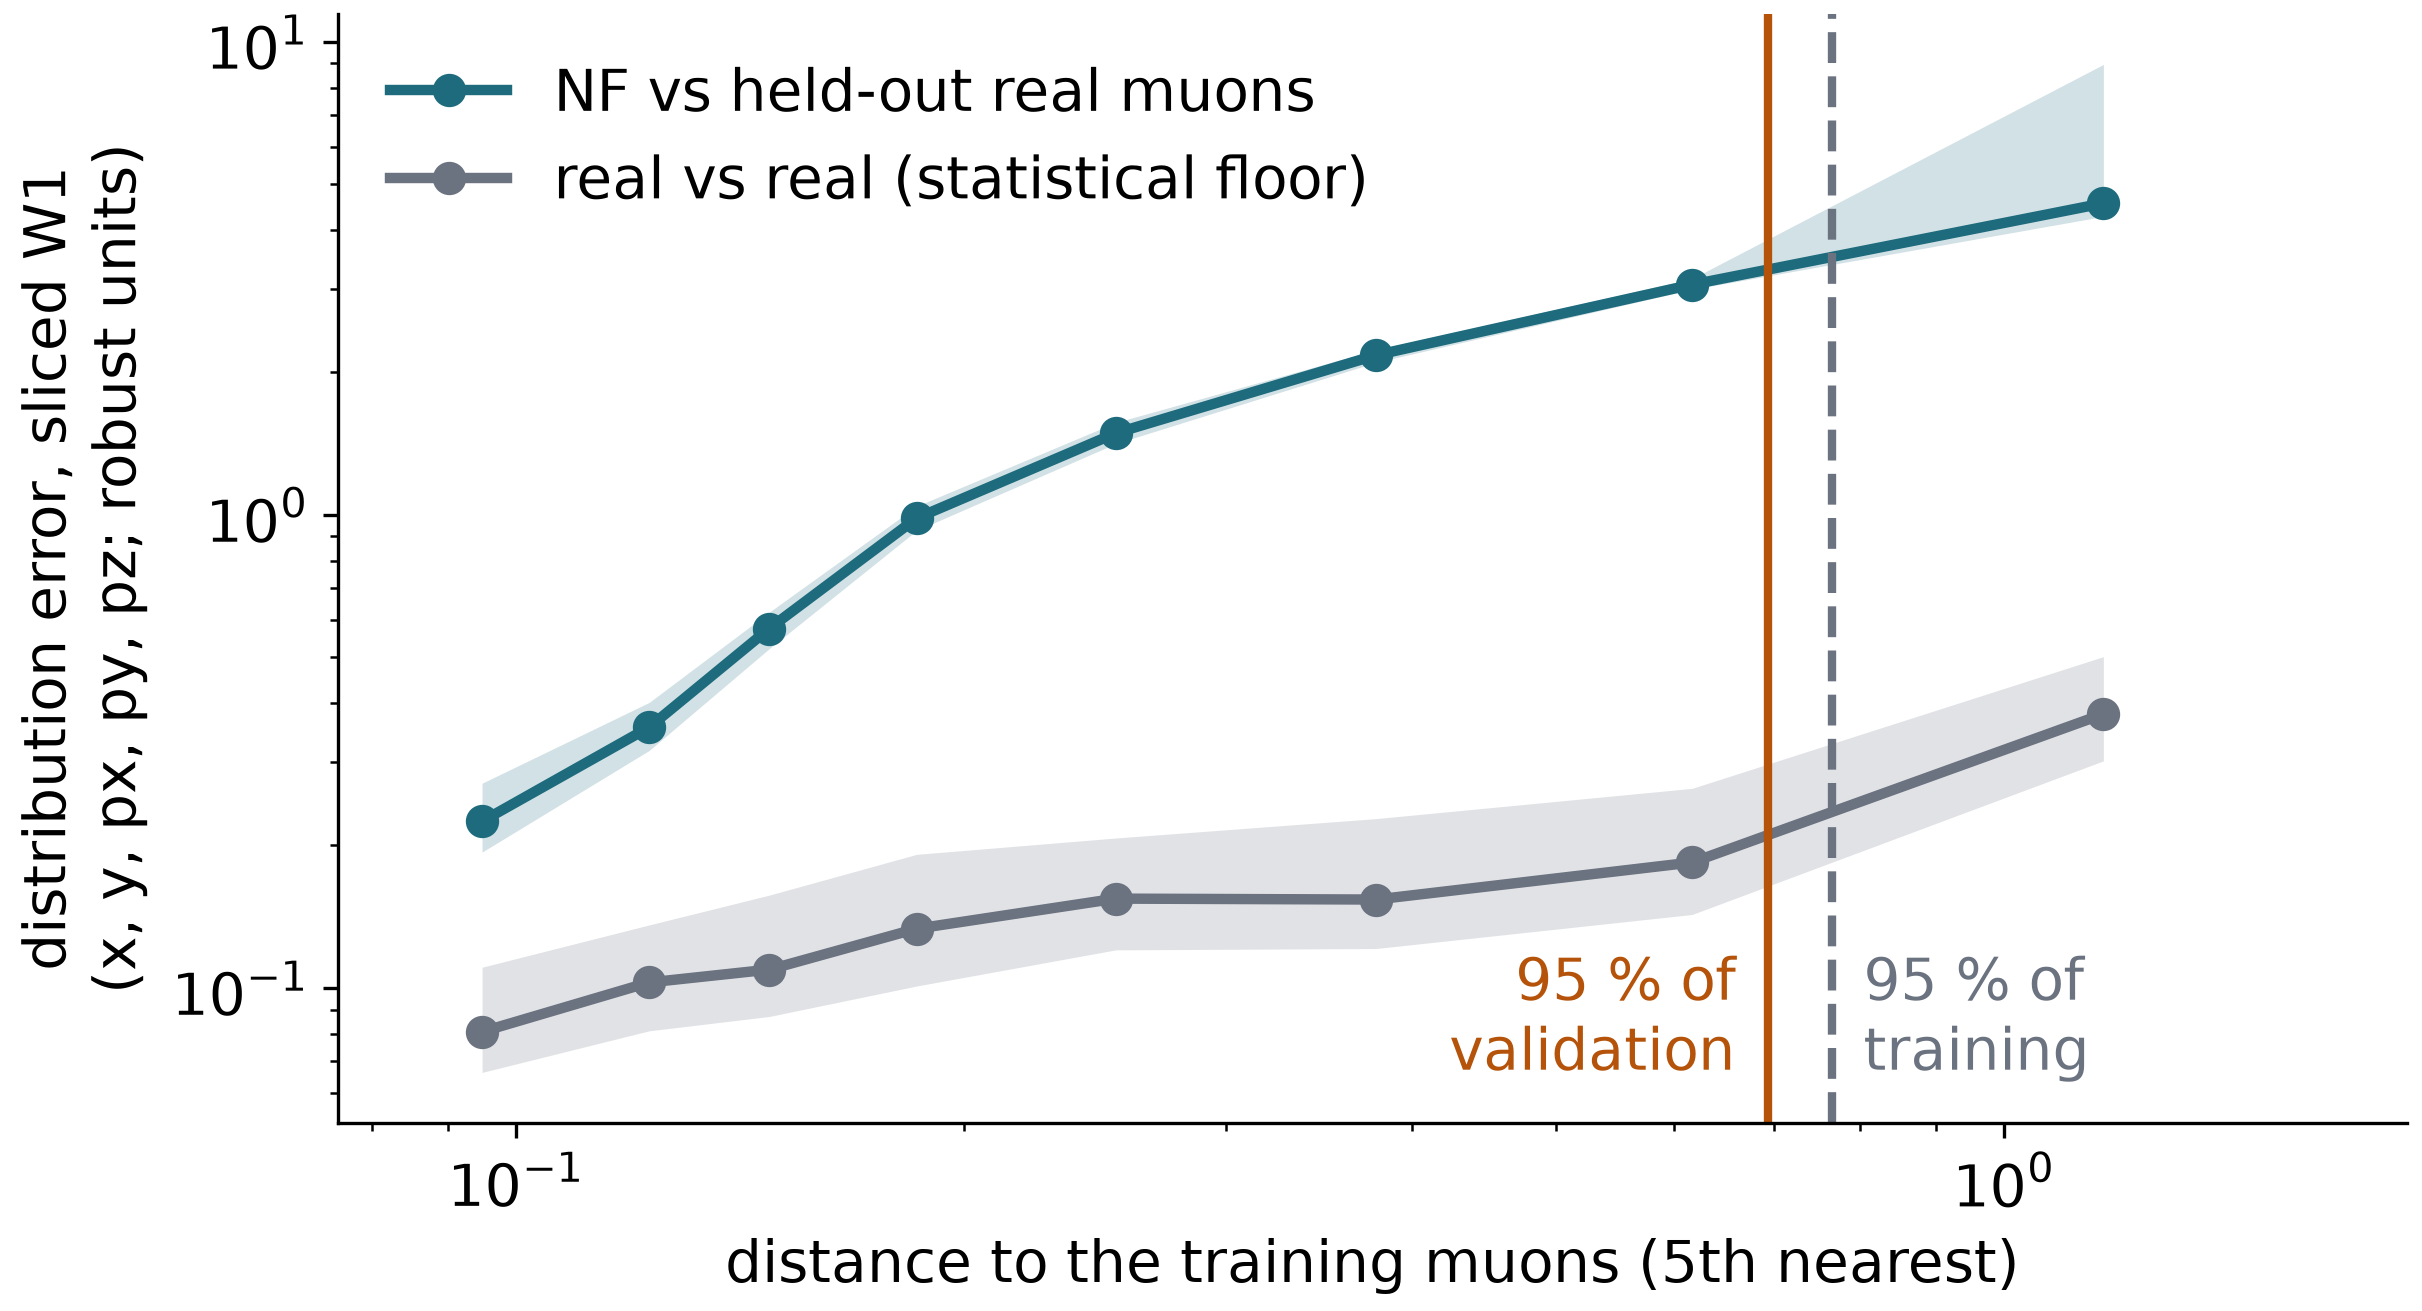 distribution error, sliced W1
(x, y, px, py, pz; robust units)
10¹
10⁰
10⁻¹
NF vs held-out real muons
real vs real (statistical floor)
95 % of
validation
95 % of
training
10⁻¹
10⁰
distance to the training muons (5th nearest)